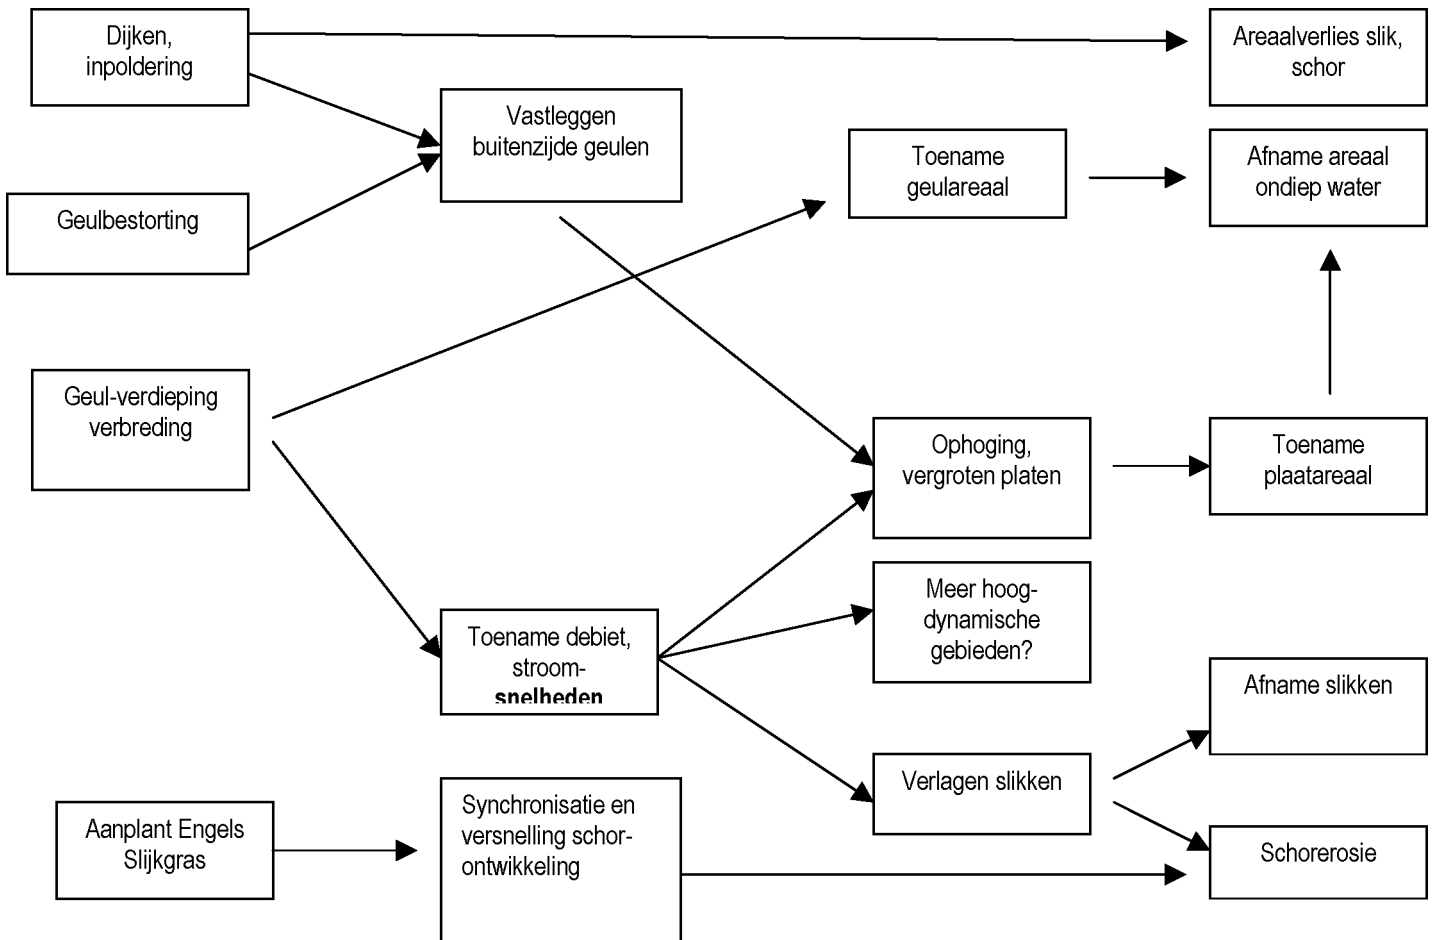 Dijken,
inpoldering
Areaalverlies slik,
schor
Vastleggen
buitenzijde geulen
Toename
geulareaal
Afname areaal
ondiep water
Geulbestorting
Geul-verdieping
verbreding
Ophoging,
vergroten platen
Toename
plaatareaal
Meer hoog-
dynamische
gebieden?
Toename debiet,
stroom-
snelheden
Afname slikken
Verlagen slikken
Aanplant Engels
Slijkgras
Synchronisatie en
versnelling schor-
ontwikkeling
Schorerosie